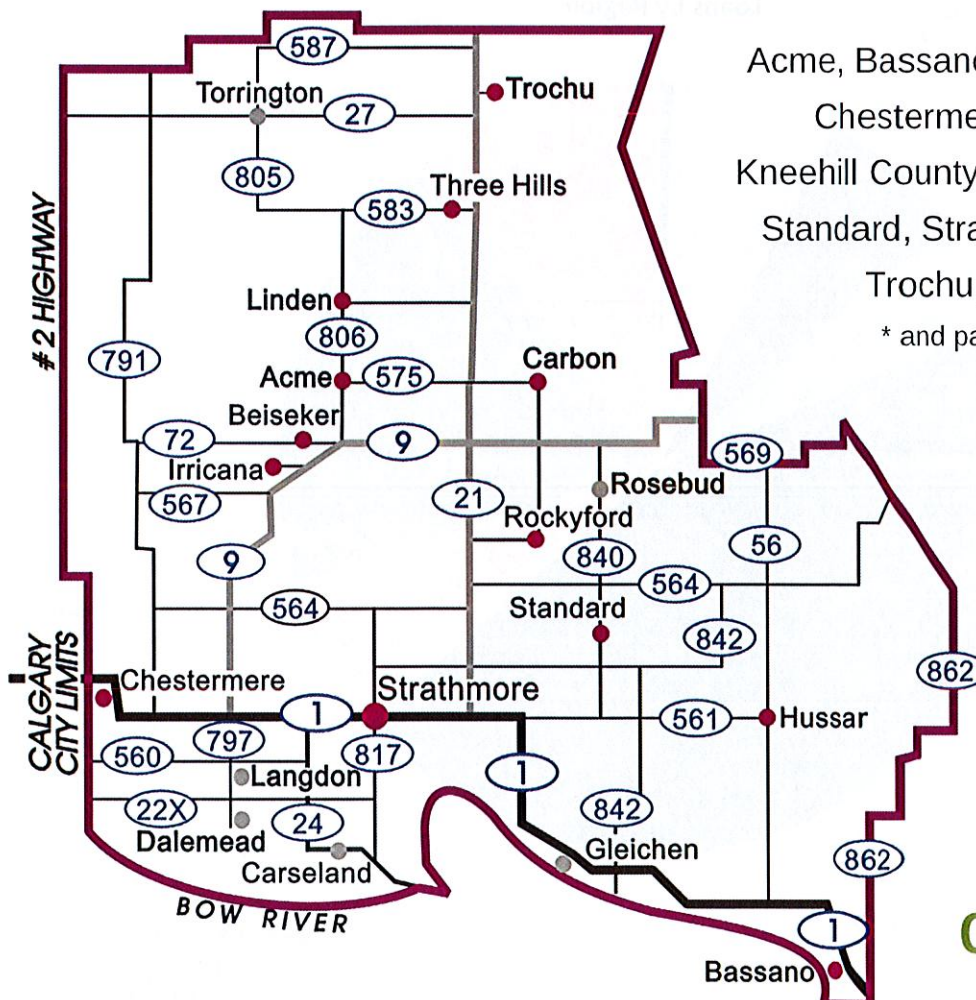 587
Acme, Bassano
Torrington
27
Trochu
Chesterme
805
Three Hills
583
Kneehill County
Standard, Stra
# 2 HIGHWAY
Linden
Trochu
806
* and pa
791
Acme
575
Carbon
Beiseker
72
9
569
Irricana
567
21
Rosebud
Rockyford
9
840
56
564
564
Standard
842
862
CALGARY
CITY LIMITS
Chestermere
Strathmore
1
561
Hussar
797
817
560
Langdon
1
22X
24
842
Dalemead
Gleichen
862
Carseland
BOW RIVER
1
Bassano